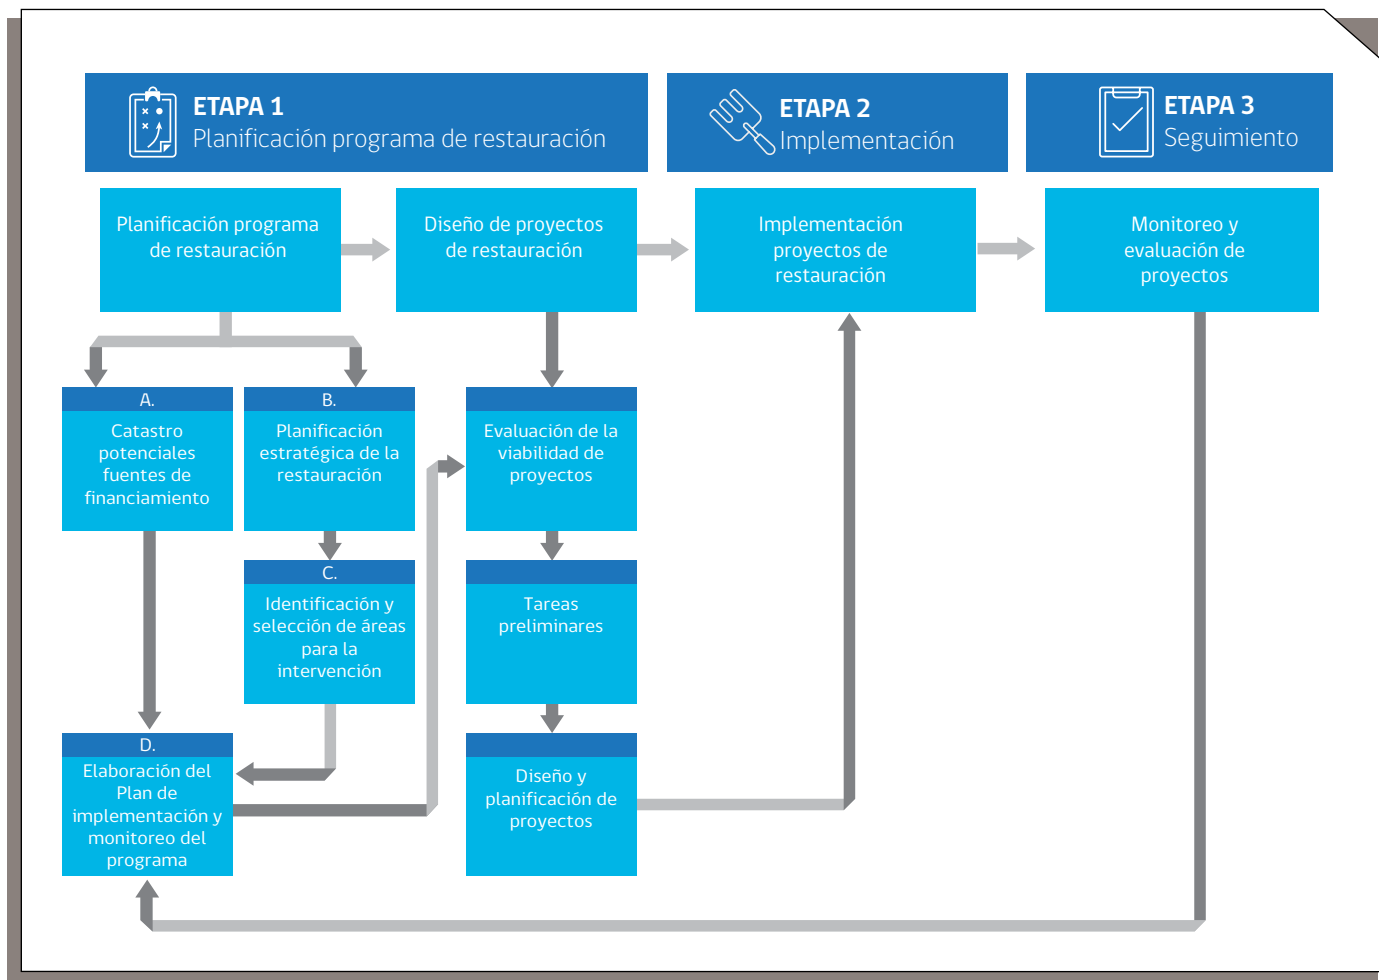 ETAPA 1
Planificación programa de restauración
ETAPA 2
Implementación
ETAPA 3
Seguimiento
Planificación programa
de restauración
Diseño de proyectos
de restauración
Implementación
proyectos de
restauración
Monitoreo y
evaluación de
proyectos
A.
Catastro
potenciales
fuentes de
financiamiento
B.
Planificación
estratégica de la
restauración
Evaluación de la
viabilidad de
proyectos
C.
Identificación y
selección de áreas
para la
intervención
Tareas
preliminares
D.
Elaboración del
Plan de
implementación y
monitoreo del
programa
Diseño y
planificación de
proyectos